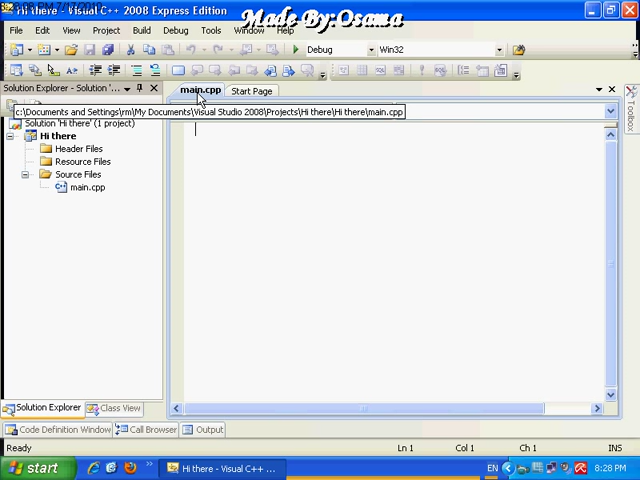 Hi there - Visual C++ 2008 Express Edition
Made By:Osama
File Edit View Project Build Debug Tools Window Help
Debug Win32
Solution Explorer - Solution '...
main.cpp Start Page
c:\Documents and Settings\rm\My Documents\Visual Studio 2008\Projects\Hi there\Hi there\main.cpp
Solution 'Hi there' (1 project)
Hi there
Header Files
Resource Files
Source Files
main.cpp
Toolbox
Solution Explorer Class View
Code Definition Window Call Browser Output
Ready Ln 1 Col 1 Ch 1 INS
start Hi there - Visual C++ ... EN 8:28 PM